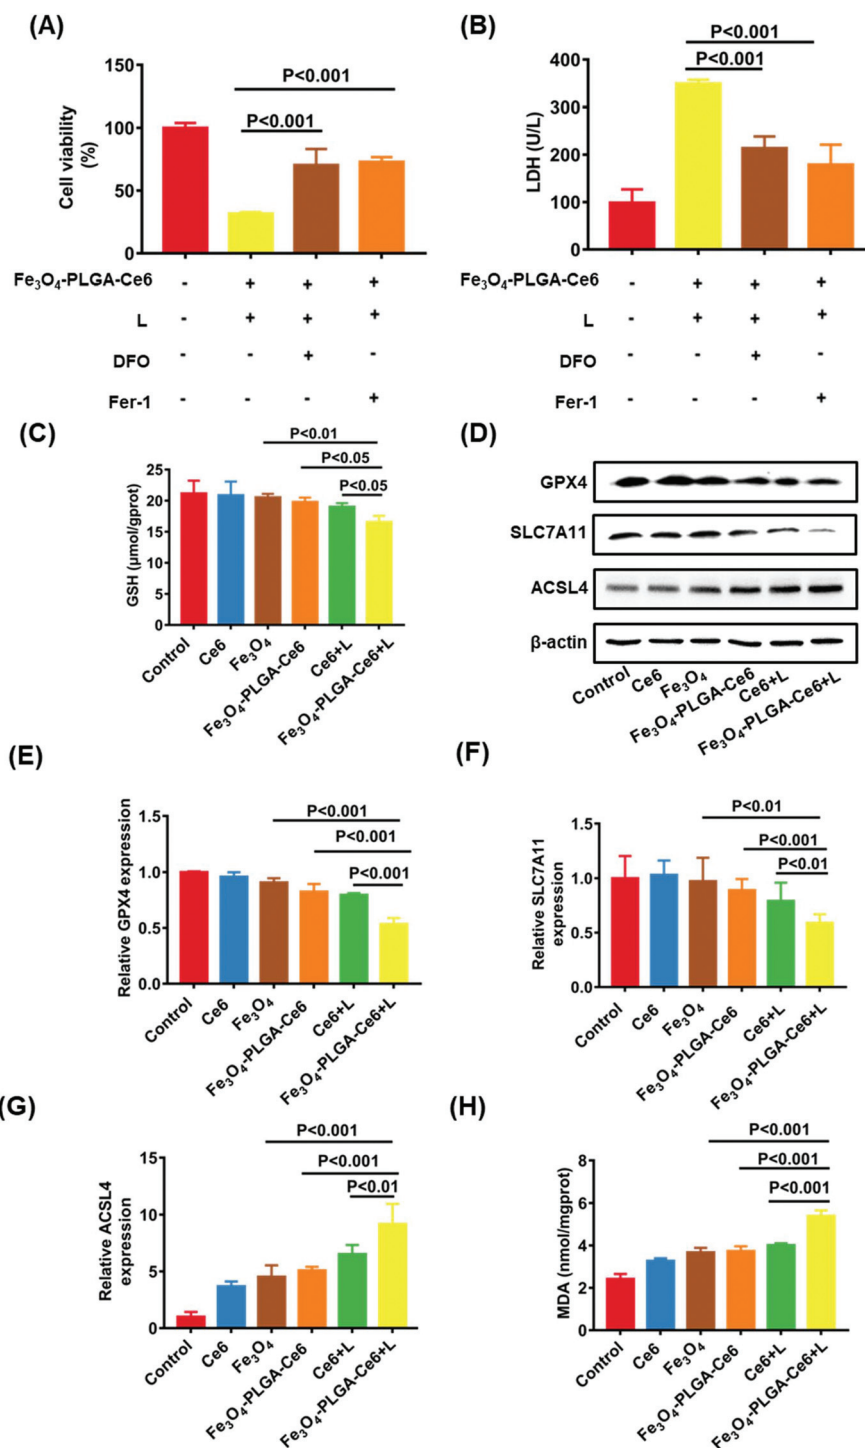 (A)
150
100
50
0
Cell viability
(%)
P<0.001
P<0.001
Fe₃O₄-PLGA-Ce6 - + + +
L - + + +
DFO - - + -
Fer-1 - - - +
(B)
400
300
200
100
0
LDH (U/L)
P<0.001
P<0.001
Fe₃O₄-PLGA-Ce6 - + + +
L - + + +
DFO - - + -
Fer-1 - - - +
(C)
25
20
15
10
5
0
GSH (µmol/gprot)
P<0.01
P<0.05
P<0.05
Control
Ce6
Fe₃O₄
Fe₃O₄-PLGA-Ce6
Ce6+L
Fe₃O₄-PLGA-Ce6+L
(D)
GPX4
SLC7A11
ACSL4
β-actin
Control
Ce6
Fe₃O₄
Fe₃O₄-PLGA-Ce6
Ce6+L
Fe₃O₄-PLGA-Ce6+L
(E)
1.5
1.0
0.5
0.0
Relative GPX4 expression
P<0.001
P<0.001
P<0.001
Control
Ce6
Fe₃O₄
Fe₃O₄-PLGA-Ce6
Ce6+L
Fe₃O₄-PLGA-Ce6+L
(F)
1.5
1.0
0.5
0.0
Relative SLC7A11
expression
P<0.01
P<0.001
P<0.01
Control
Ce6
Fe₃O₄
Fe₃O₄-PLGA-Ce6
Ce6+L
Fe₃O₄-PLGA-Ce6+L
(G)
15
10
5
0
Relative ACSL4
expression
P<0.001
P<0.001
P<0.01
Control
Ce6
Fe₃O₄
Fe₃O₄-PLGA-Ce6
Ce6+L
Fe₃O₄-PLGA-Ce6+L
(H)
8
6
4
2
0
MDA (nmol/mgprot)
P<0.001
P<0.001
P<0.001
Control
Ce6
Fe₃O₄
Fe₃O₄-PLGA-Ce6
Ce6+L
Fe₃O₄-PLGA-Ce6+L